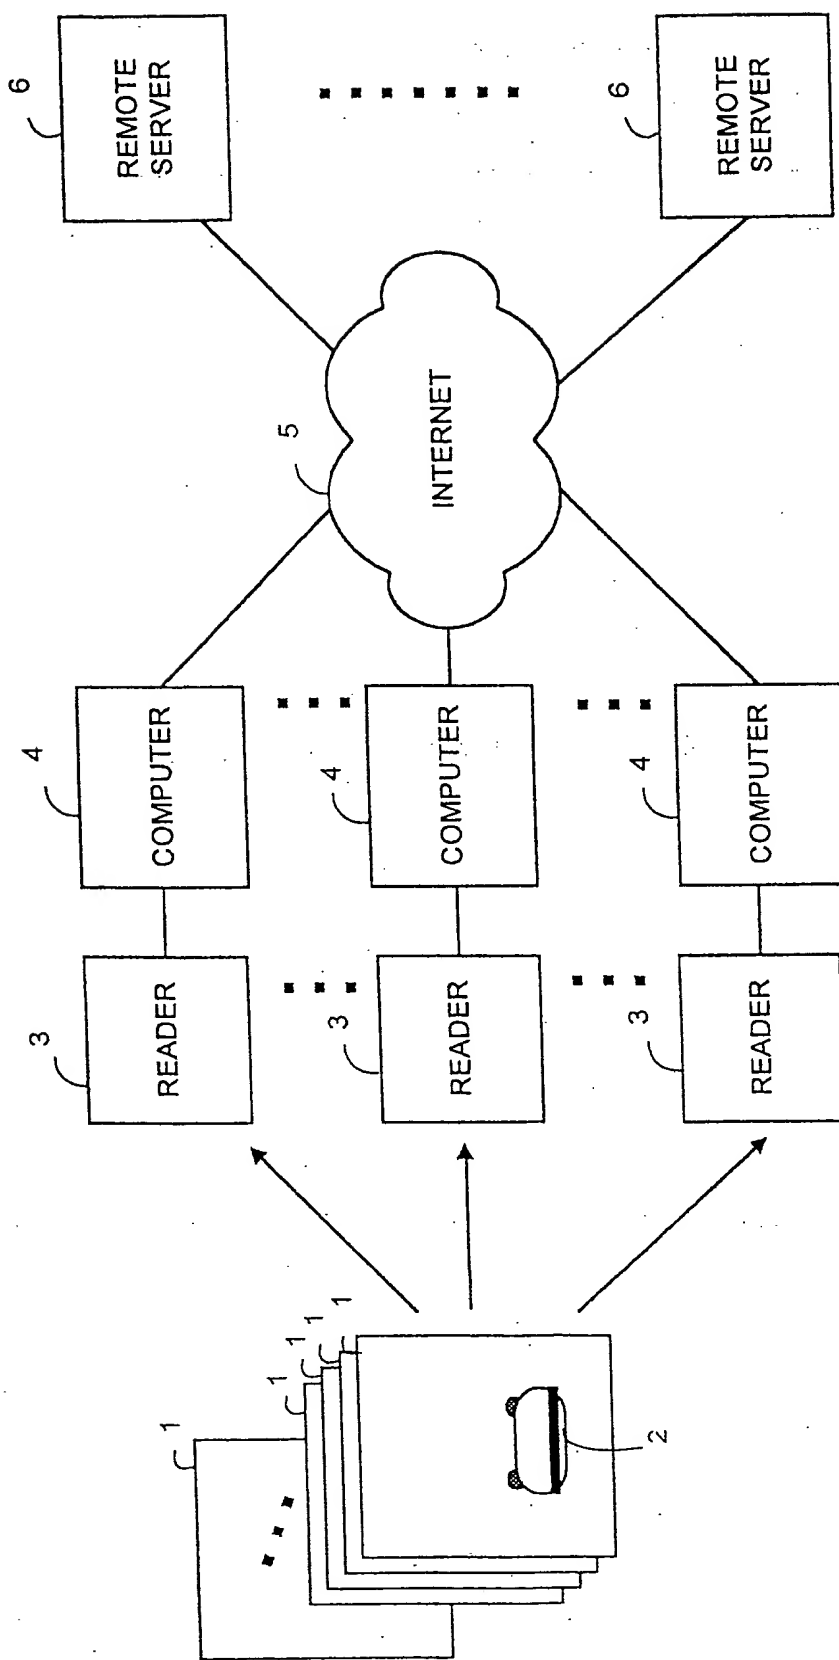 1
1
1
1
1
2
3
READER
3
READER
3
READER
4
COMPUTER
4
COMPUTER
4
COMPUTER
5
INTERNET
6
REMOTE
SERVER
6
REMOTE
SERVER